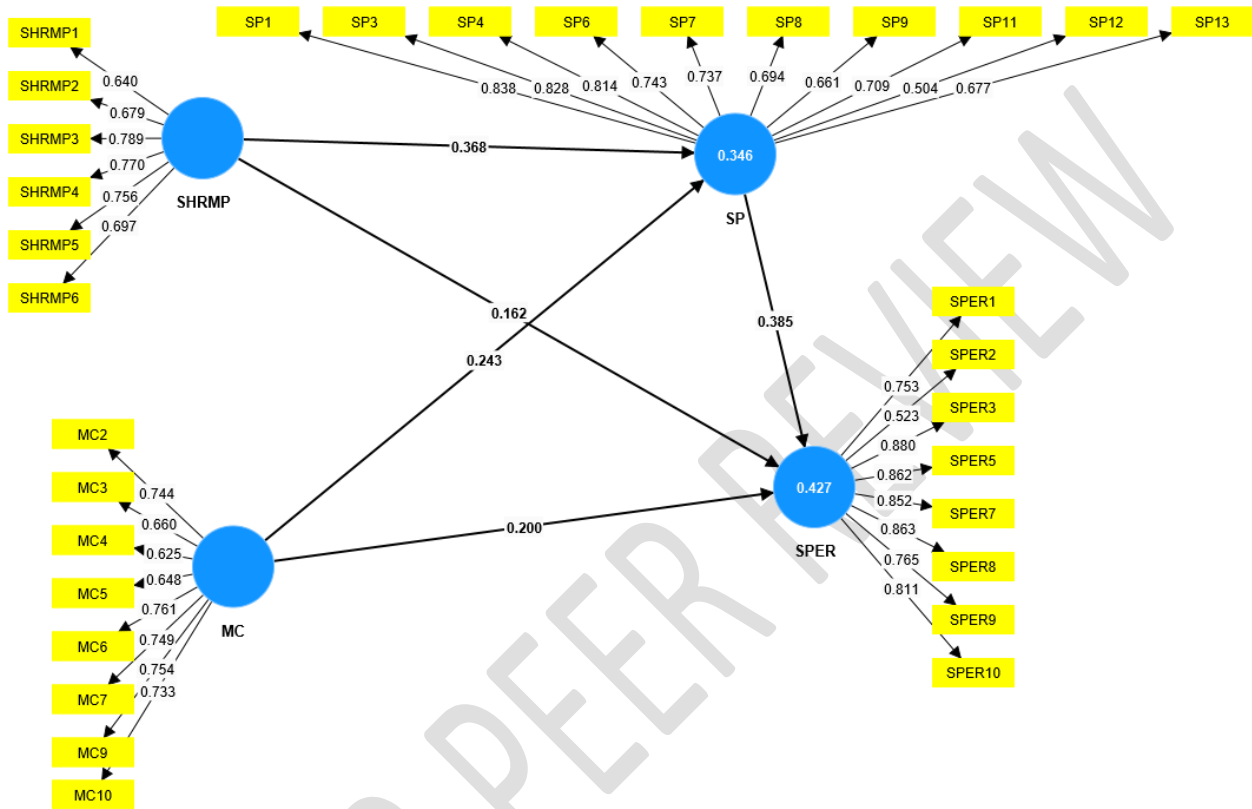 SHRMP1
SHRMP2
SHRMP3
SHRMP4
SHRMP5
SHRMP6
0.640
0.679
0.789
0.770
0.756
0.697
SHRMP
SP1
SP3
SP4
SP6
SP7
SP8
SP9
SP11
SP12
SP13
0.838
0.828
0.814
0.743
0.737
0.694
0.661
0.709
0.504
0.677
0.368
0.346
SP
0.162
0.243
0.385
MC2
MC3
MC4
MC5
MC6
MC7
MC9
MC10
0.744
0.660
0.625
0.648
0.761
0.749
0.754
0.733
MC
0.200
0.427
SPER
0.753
0.523
0.880
0.862
0.852
0.863
0.765
0.811
SPER1
SPER2
SPER3
SPER5
SPER7
SPER8
SPER9
SPER10
PEER REVIEW